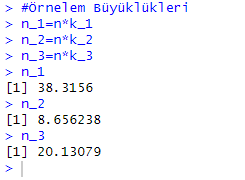 > #Örnelem Büyüklükleri
> n_1=n*k_1
> n_2=n*k_2
> n_3=n*k_3
> n_1
[1] 38.3156
> n_2
[1] 8.656238
> n_3
[1] 20.13079
>